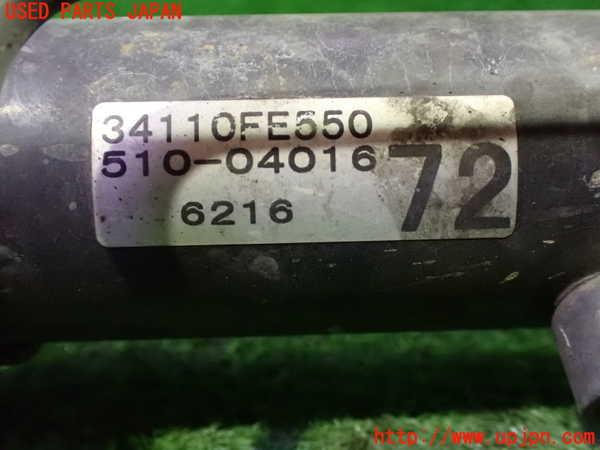 USED PARTS JAPAN
34110FE550
510-04016
72
6216
http://www.upjpn.com/